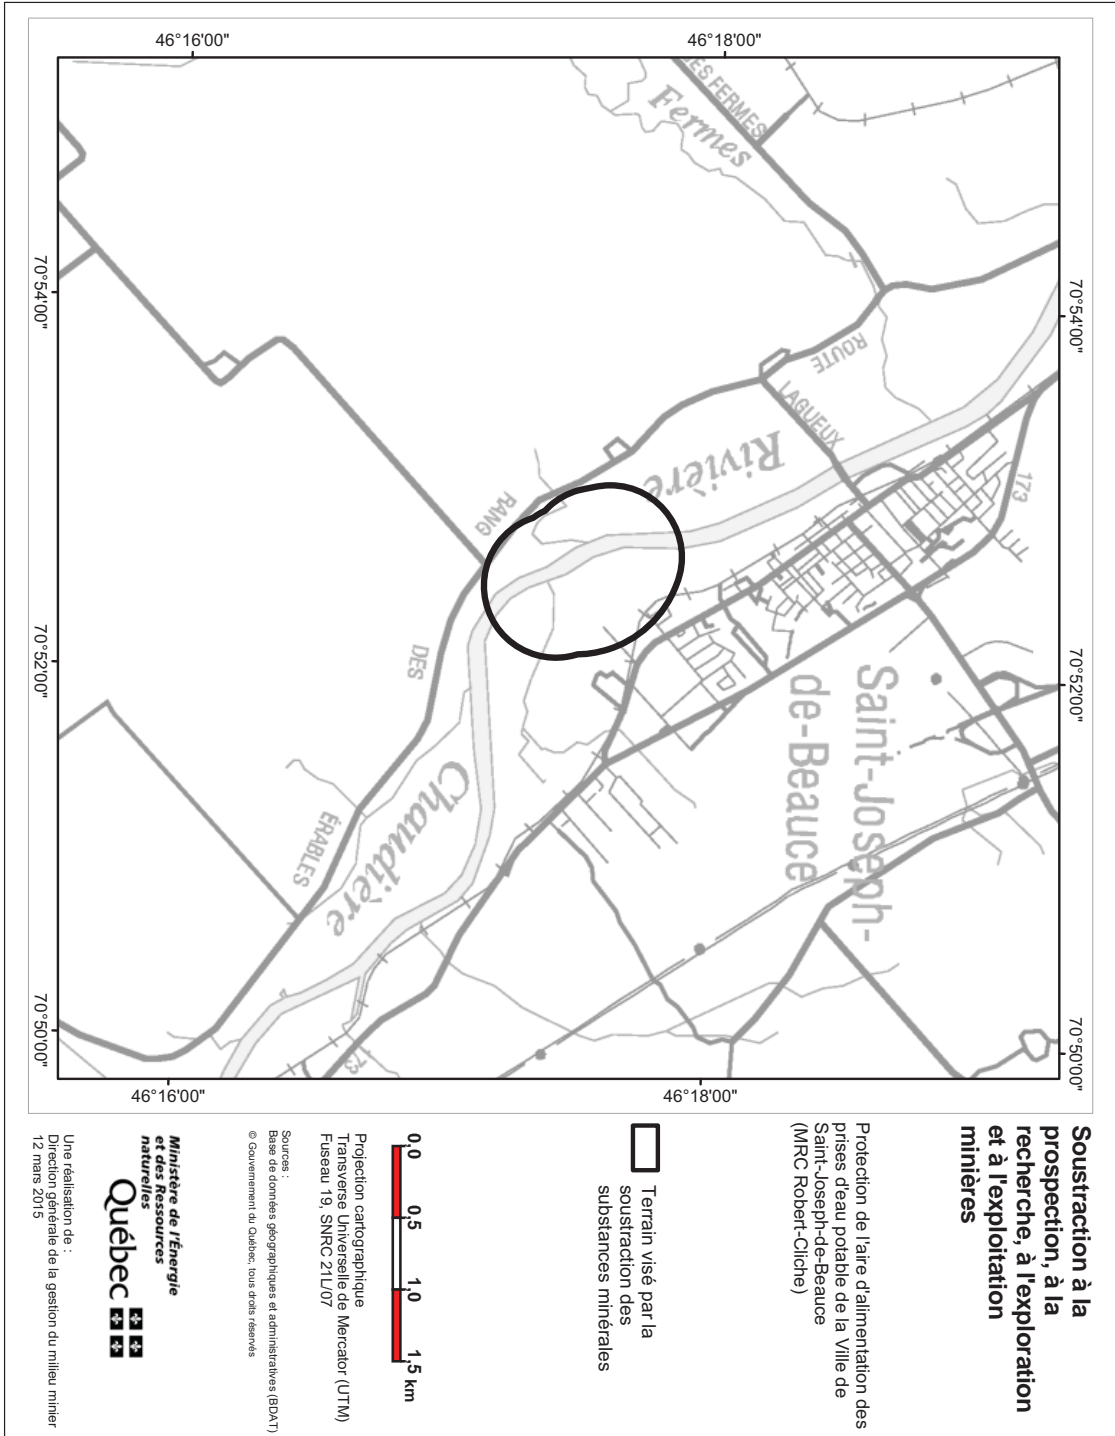 Soustraction à la
prospection, à la
recherche, à l'exploration
et à l'exploitation
minières
Protection de l'aire d'alimentation des
prises d'eau potable de la Ville de
Saint-Joseph-de-Beauce
(MRC Robert-Cliche)
Terrain visé par la
soustraction des
substances minérales
0,0 0,5 1,0 1,5 km
Projection cartographique
Transverse Universelle de Mercator (UTM)
Fuseau 19, SNRC 21L/07
Sources :
Base de données géographiques et administratives (BDAT)
© Gouvernement du Québec, tous droits réservés
Ministère de l'Énergie
et des Ressources
naturelles
Québec
Une réalisation de :
Direction générale de la gestion du milieu minier
12 mars 2015
70°54'00"
70°52'00"
70°50'00"
46°18'00"
46°18'00"
46°16'00"
46°16'00"
70°54'00"
70°52'00"
70°50'00"
DES FERMES
Fermes
ROUTE
LAGUEUX
Rivière
173
RANG
DES
ÉRABLES
Chaudière
Saint-Joseph-
de-Beauce
173